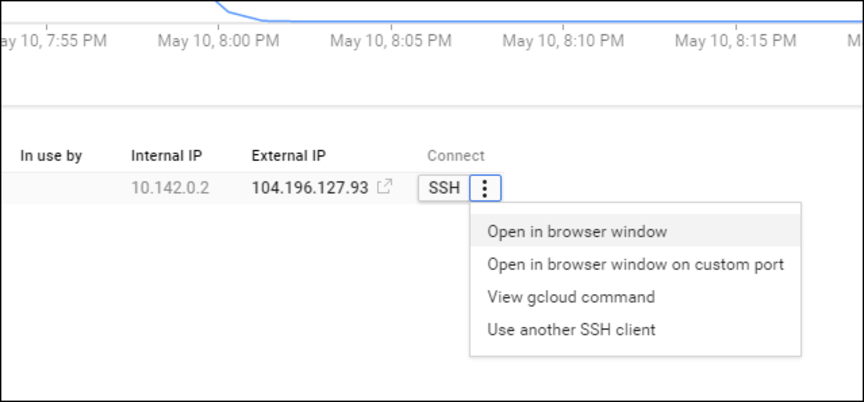 ay 10, 7:55 PM May 10, 8:00 PM May 10, 8:05 PM May 10, 8:10 PM May 10, 8:15 PM M
In use by Internal IP External IP Connect
10.142.0.2 104.196.127.93 SSH
Open in browser window
Open in browser window on custom port
View gcloud command
Use another SSH client